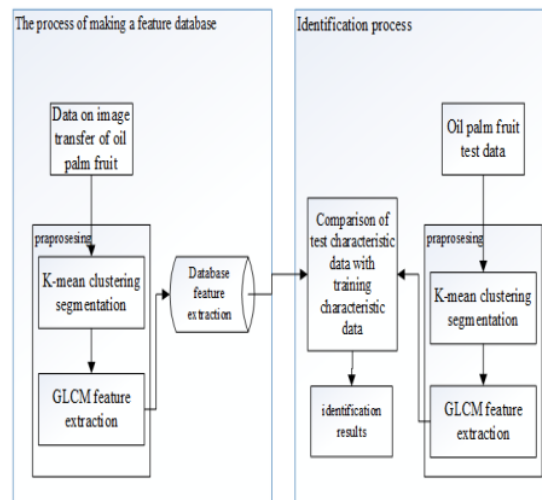 The process of making a feature database
Data on image
transfer of oil
palm fruit
praprosesing
K-mean clustering
segmentation
GLCM feature
extraction
Database
feature
extraction
Identification process
Oil palm fruit
test data
Comparison of
test characteristic
data with
training
characteristic
data
praprosesing
K-mean clustering
segmentation
GLCM feature
extraction
identification
results